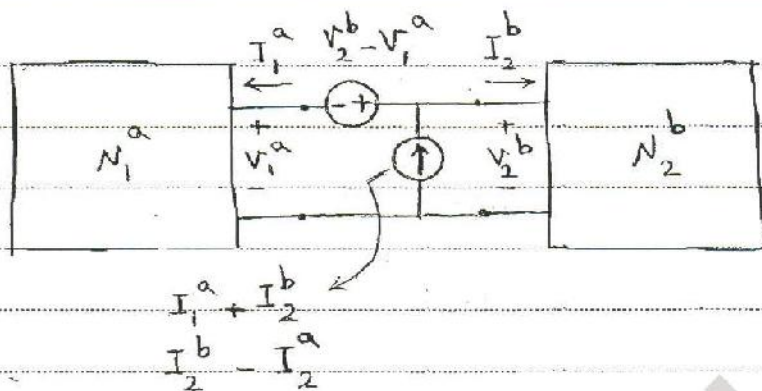 I₁ᵃ V₂ᵇ-V₁ᵃ I₂ᵇ
- +
+ +
N₁ᵃ V₁ᵃ V₂ᵇ N₂ᵇ
- -
I₁ᵃ + I₂ᵇ
I₂ᵇ - I₂ᵃ